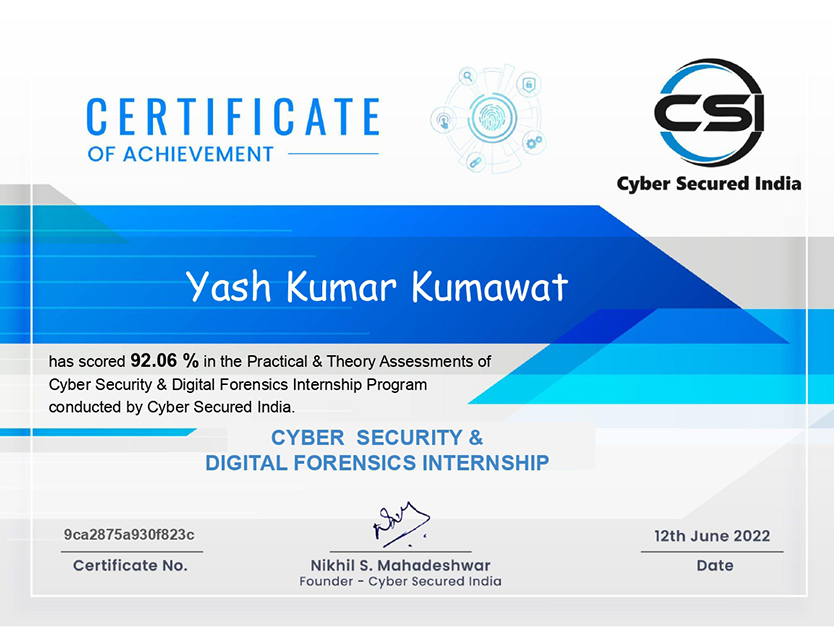 CERTIFICATE
OF ACHIEVEMENT
CSI
Cyber Secured India
Yash Kumar Kumawat
has scored 92.06 % in the Practical & Theory Assessments of
Cyber Security & Digital Forensics Internship Program
conducted by Cyber Secured India.
CYBER SECURITY &
DIGITAL FORENSICS INTERNSHIP
9ca2875a930f823c
Certificate No.
Nikhil S. Mahadeshwar
Founder - Cyber Secured India
12th June 2022
Date